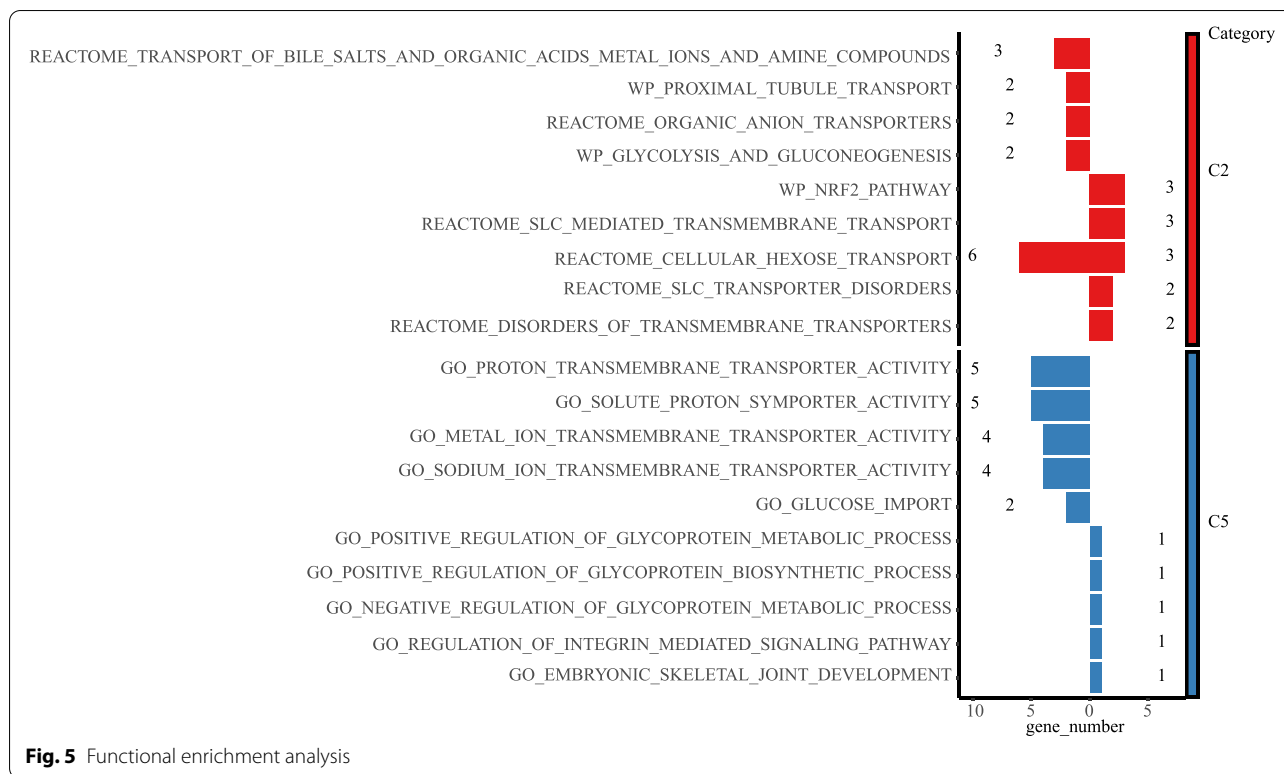 Category
REACTOME_TRANSPORT_OF_BILE_SALTS_AND_ORGANIC_ACIDS_METAL_IONS_AND_AMINE_COMPOUNDS 3
WP_PROXIMAL_TUBULE_TRANSPORT 2
REACTOME_ORGANIC_ANION_TRANSPORTERS 2
WP_GLYCOLYSIS_AND_GLUCONEOGENESIS 2
C2
WP_NRF2_PATHWAY 3
REACTOME_SLC_MEDIATED_TRANSMEMBRANE_TRANSPORT 3
REACTOME_CELLULAR_HEXOSE_TRANSPORT 6 3
REACTOME_SLC_TRANSPORTER_DISORDERS 2
REACTOME_DISORDERS_OF_TRANSMEMBRANE_TRANSPORTERS 2
GO_PROTON_TRANSMEMBRANE_TRANSPORTER_ACTIVITY 5
GO_SOLUTE_PROTON_SYMPORTER_ACTIVITY 5
GO_METAL_ION_TRANSMEMBRANE_TRANSPORTER_ACTIVITY 4
GO_SODIUM_ION_TRANSMEMBRANE_TRANSPORTER_ACTIVITY 4
GO_GLUCOSE_IMPORT 2
C5
GO_POSITIVE_REGULATION_OF_GLYCOPROTEIN_METABOLIC_PROCESS 1
GO_POSITIVE_REGULATION_OF_GLYCOPROTEIN_BIOSYNTHETIC_PROCESS 1
GO_NEGATIVE_REGULATION_OF_GLYCOPROTEIN_METABOLIC_PROCESS 1
GO_REGULATION_OF_INTEGRIN_MEDIATED_SIGNALING_PATHWAY 1
GO_EMBRYONIC_SKELETAL_JOINT_DEVELOPMENT 1
10 5 0 5
gene_number
Fig. 5 Functional enrichment analysis